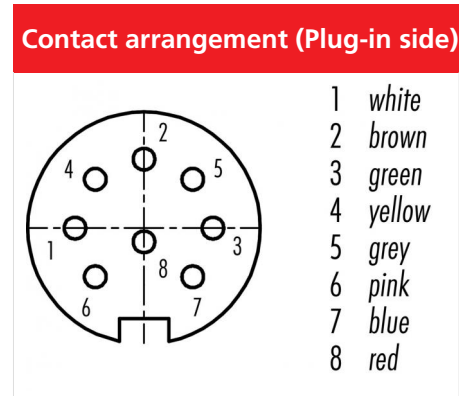 Contact arrangement (Plug-in side)
2
4
5
1
3
8
6
7
1 white
2 brown
3 green
4 yellow
5 grey
6 pink
7 blue
8 red